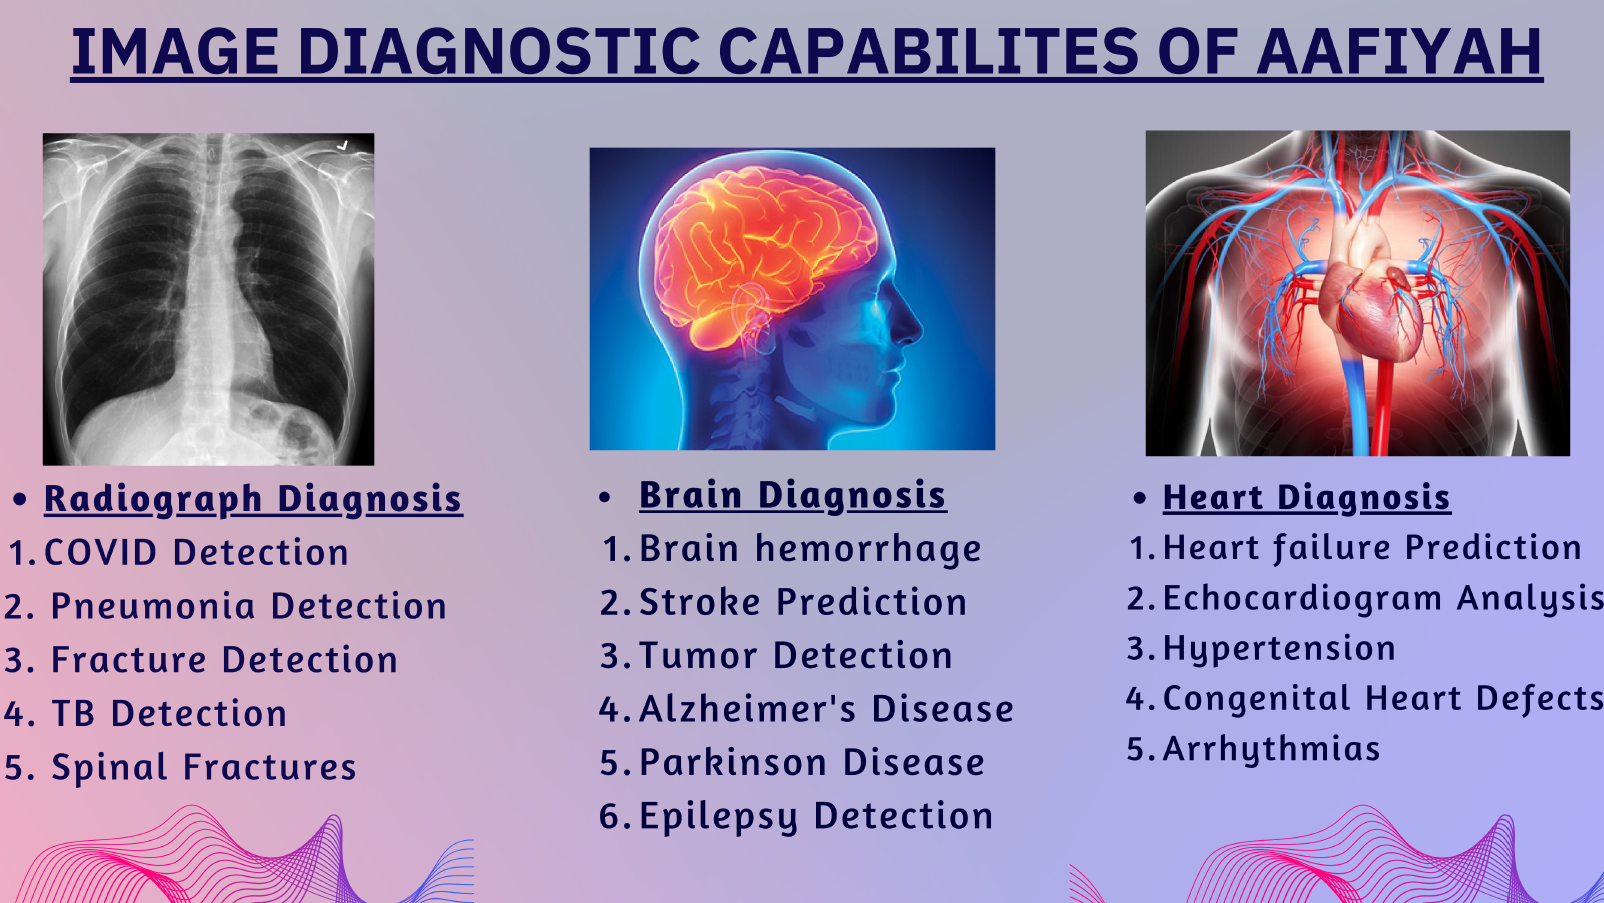 IMAGE DIAGNOSTIC CAPABILITES OF AAFIYAH
• Radiograph Diagnosis
1. COVID Detection
2. Pneumonia Detection
3. Fracture Detection
4. TB Detection
5. Spinal Fractures
• Brain Diagnosis
1. Brain hemorrhage
2. Stroke Prediction
3. Tumor Detection
4. Alzheimer's Disease
5. Parkinson Disease
6. Epilepsy Detection
• Heart Diagnosis
1. Heart failure Prediction
2. Echocardiogram Analysis
3. Hypertension
4. Congenital Heart Defects
5. Arrhythmias